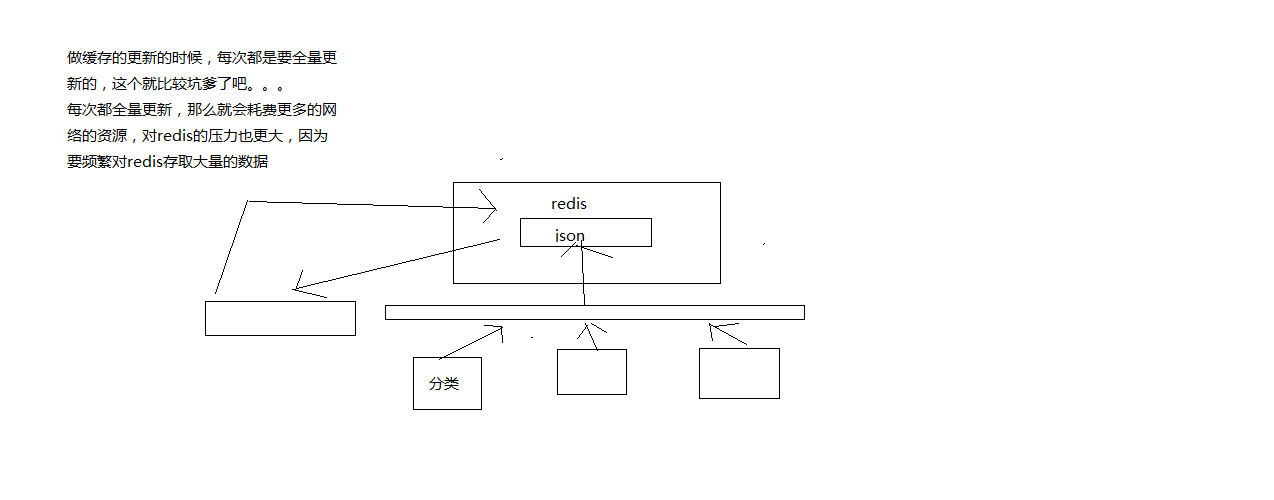 做缓存的更新的时候，每次都是要全量更
新的，这个就比较坑爹了吧。。。
每次都全量更新，那么就会耗费更多的网
络的资源，对redis的压力也更大，因为
要频繁对redis存取大量的数据
redis
json
分类